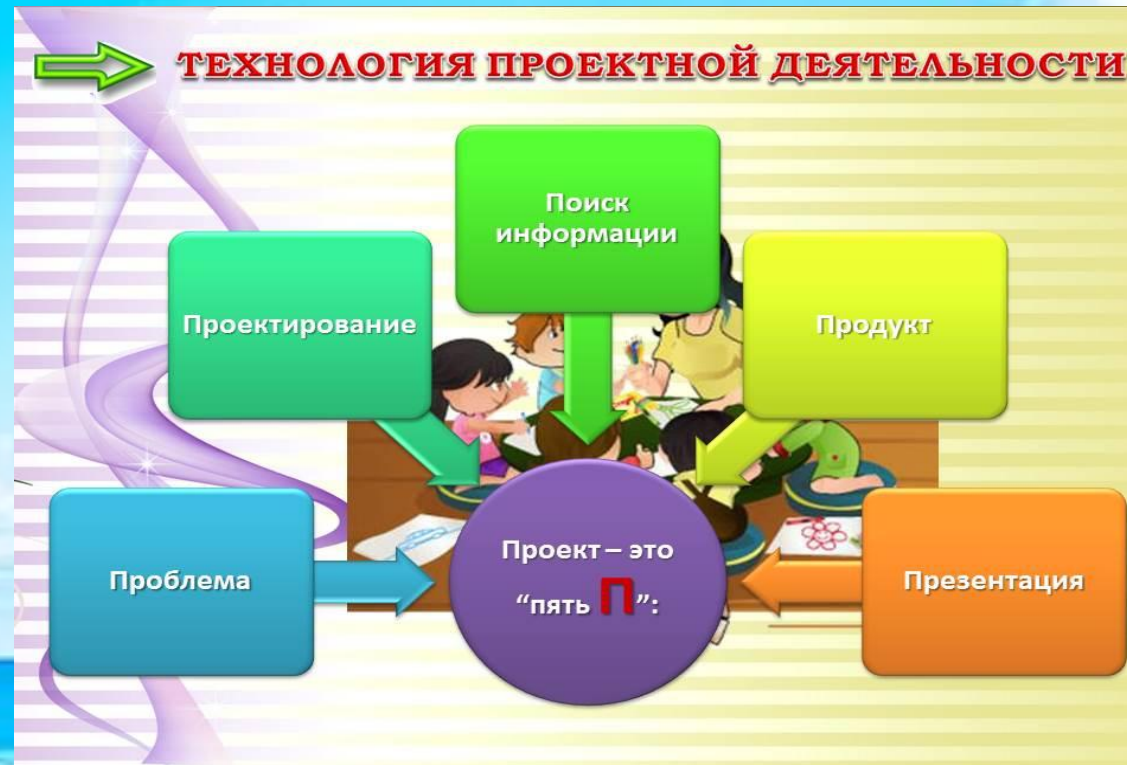 ТЕХНОЛОГИЯ ПРОЕКТНОЙ ДЕЯТЕЛЬНОСТИ
Поиск
информации
Проектирование
Продукт
Проблема
Проект – это
“пять П”:
Презентация